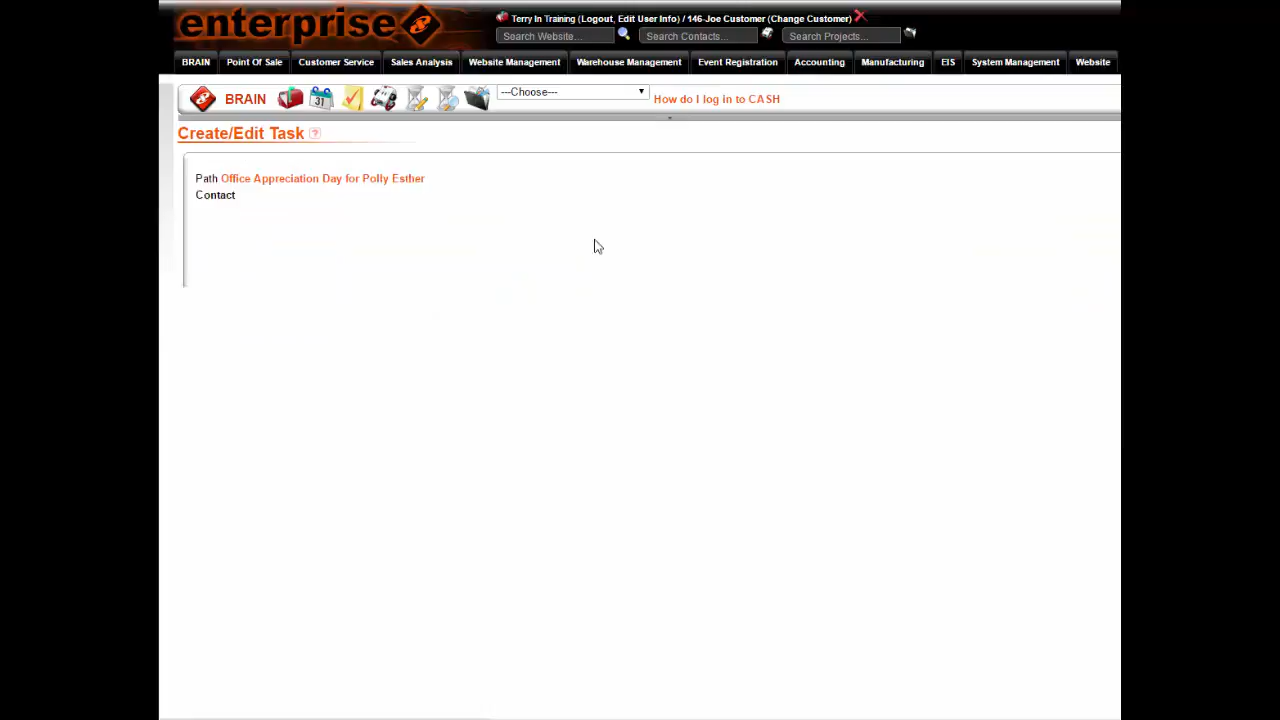 enterprise
Terry In Training (Logout, Edit User Info) / 146-Joe Customer (Change Customer)
Search Website... Search Contacts... Search Projects...
BRAIN Point Of Sale Customer Service Sales Analysis Website Management Warehouse Management Event Registration Accounting Manufacturing EIS System Management Website
BRAIN 31 ---Choose--- How do I log in to CASH
Create/Edit Task ?
Path Office Appreciation Day for Polly Esther
Contact